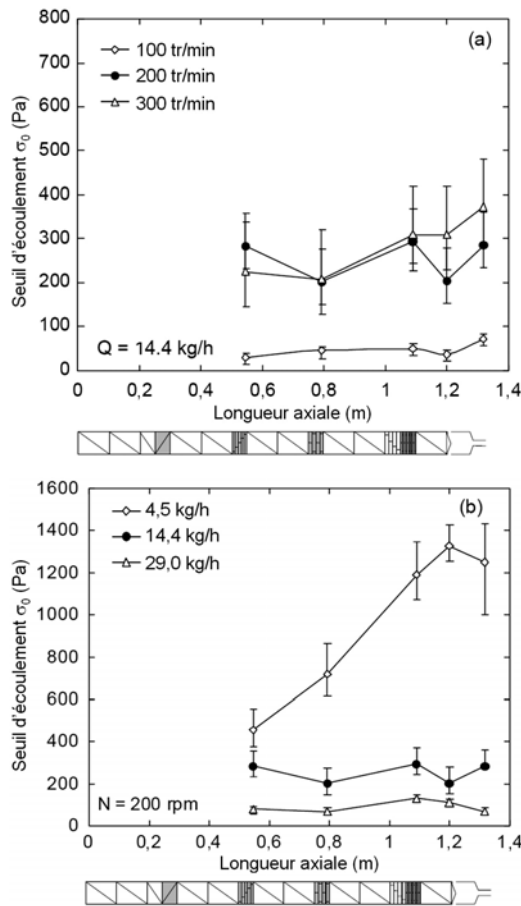 800
(a)
100 tr/min
700
200 tr/min
600
300 tr/min
500
400
300
200
100
0
Seuil d'écoulement σ0 (Pa)
Q = 14.4 kg/h
0 0,2 0,4 0,6 0,8 1 1,2 1,4
Longueur axiale (m)
1600
(b)
4,5 kg/h
1400
14,4 kg/h
29,0 kg/h
1200
1000
800
600
400
200
0
Seuil d'écoulement σ0 (Pa)
N = 200 rpm
0 0,2 0,4 0,6 0,8 1 1,2 1,4
Longueur axiale (m)